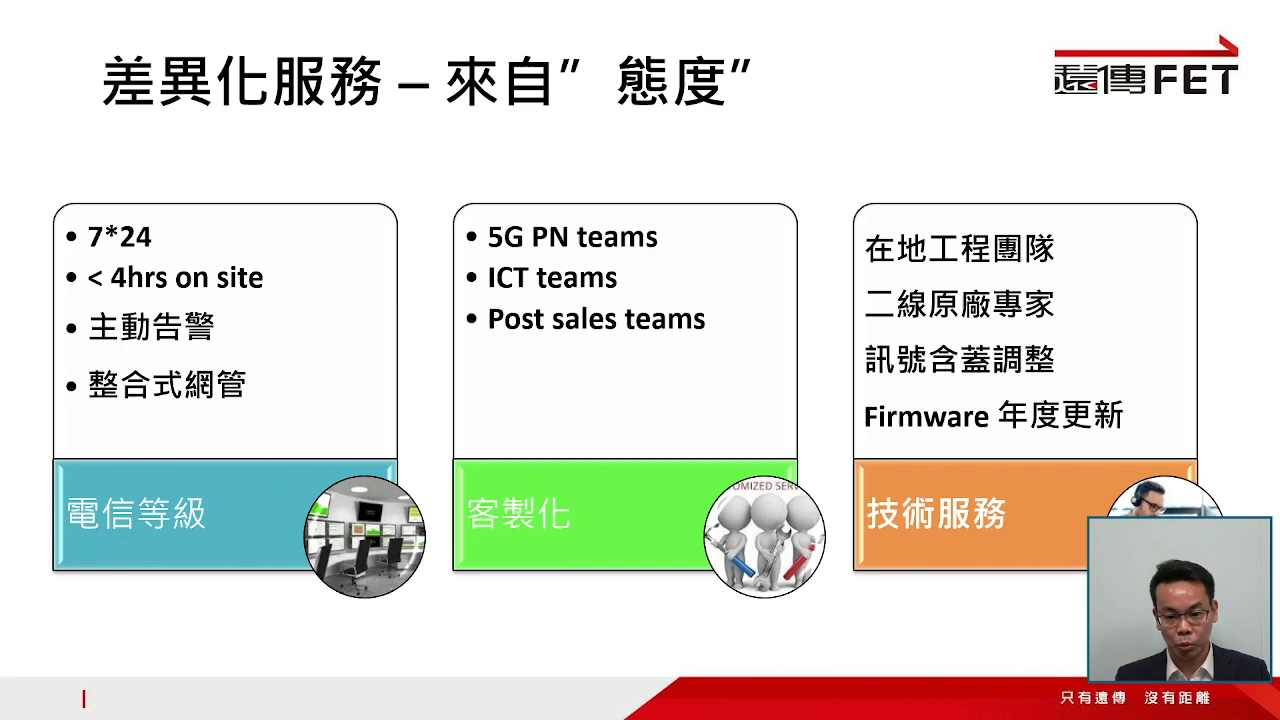 差異化服務 – 來自”態度”
遠傳 FET
• 7*24
• < 4hrs on site
• 主動告警
• 整合式網管
電信等級
• 5G PN teams
• ICT teams
• Post sales teams
客製化
OMIZED SERV
在地工程團隊
二線原廠專家
訊號含蓋調整
Firmware 年度更新
技術服務
只有遠傳 沒有距離